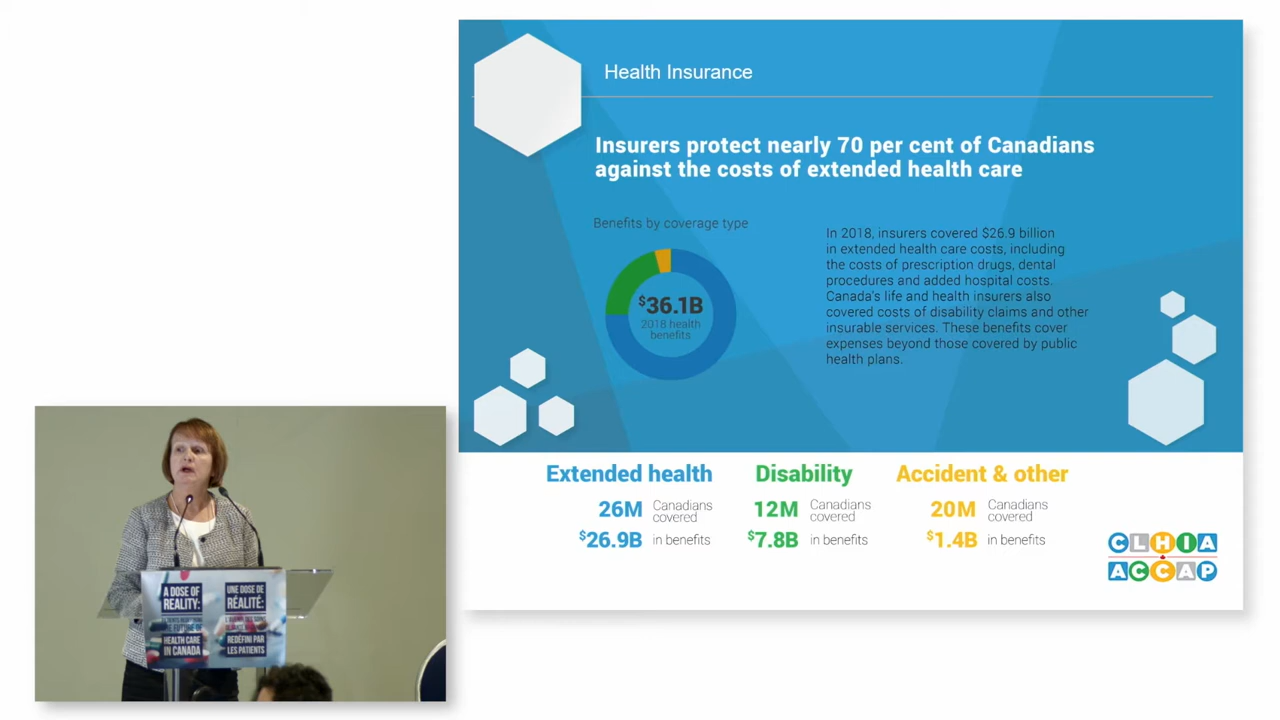 Health Insurance
Insurers protect nearly 70 per cent of Canadians
against the costs of extended health care
Benefits by coverage type
$36.1B
2018 health
benefits
In 2018, insurers covered $26.9 billion
in extended health care costs, including
the costs of prescription drugs, dental
procedures and added hospital costs.
Canada's life and health insurers also
covered costs of disability claims and other
insurable services. These benefits cover
expenses beyond those covered by public
health plans.
Extended health
26M Canadians
covered
$26.9B in benefits
Disability
12M Canadians
covered
$7.8B in benefits
Accident & other
20M Canadians
covered
$1.4B in benefits
CLHIA
ACCAP
A DOSE OF
REALITY:
HEALTH CARE
IN CANADA
UNE DOSE DE
RÉALITÉ:
REDÉFINI PAR
LES PATIENTS